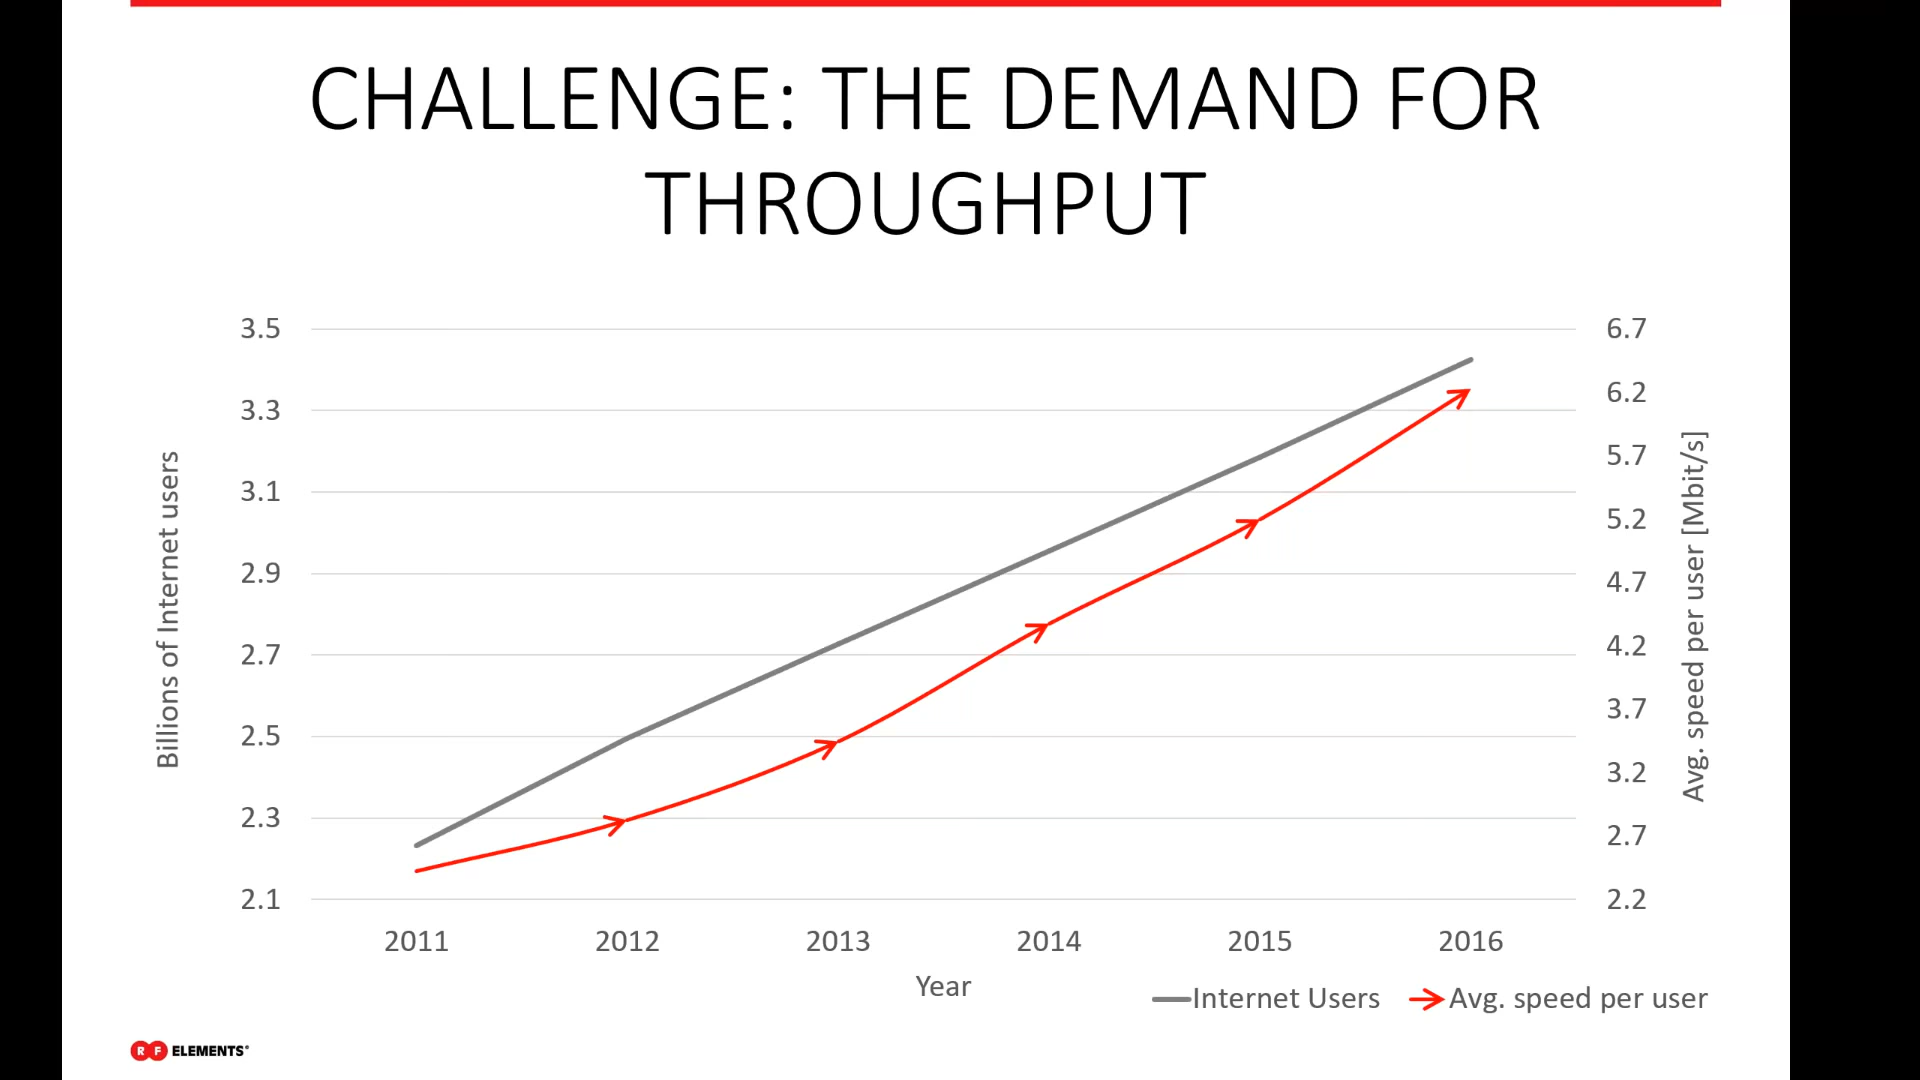 CHALLENGE: THE DEMAND FOR
THROUGHPUT
Billions of Internet users
3.5
3.3
3.1
2.9
2.7
2.5
2.3
2.1
6.7
6.2
5.7
5.2
4.7
4.2
3.7
3.2
2.7
2.2
Avg. speed per user [Mbit/s]
2011 2012 2013 2014 2015 2016
Year
Internet Users Avg. speed per user
RF ELEMENTS